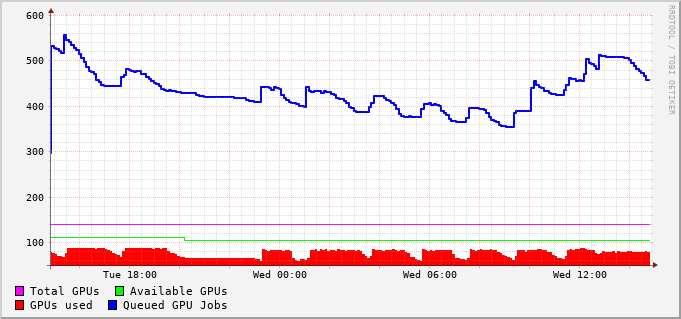 600
500
400
300
200
100
Tue 18:00 Wed 00:00 Wed 06:00 Wed 12:00
Total GPUs Available GPUs
GPUs used Queued GPU Jobs
RRDTOOL / TOBI OETIKER